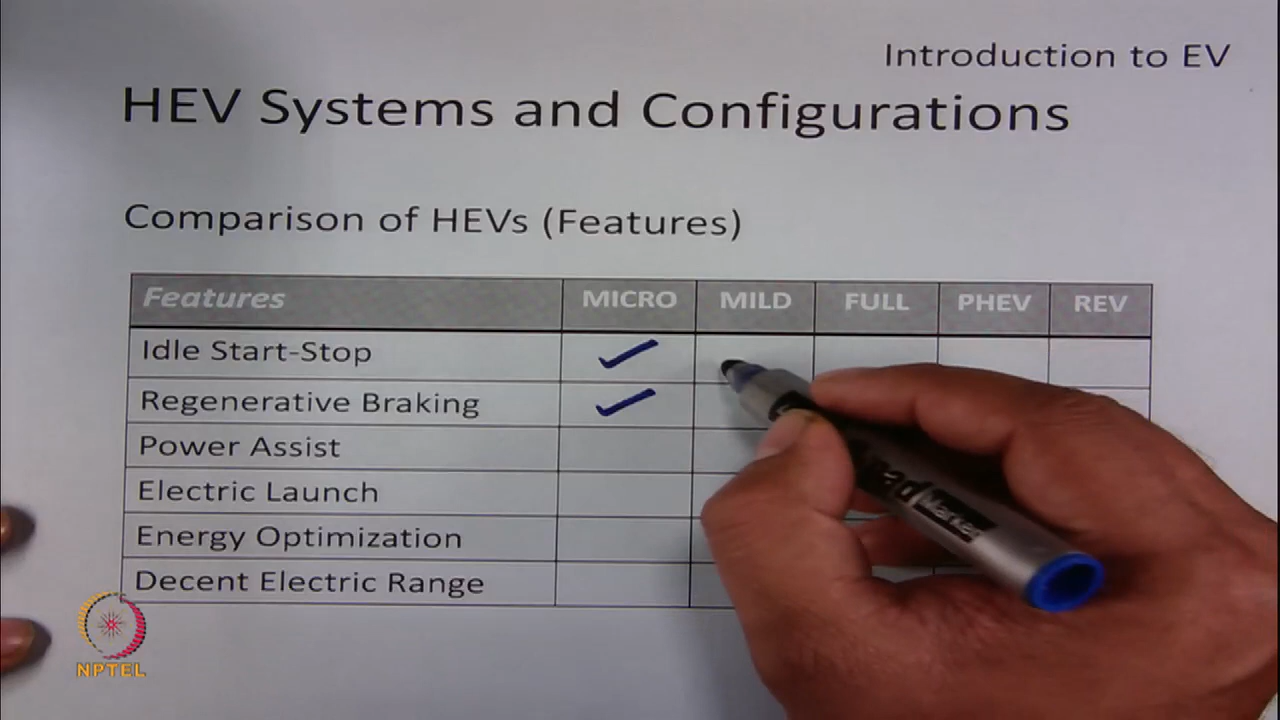 Introduction to EV
HEV Systems and Configurations
Comparison of HEVs (Features)
Features MICRO MILD FULL PHEV REV
Idle Start-Stop ✓
Regenerative Braking ✓
Power Assist
Electric Launch
Energy Optimization
Decent Electric Range
NPTEL
Marker